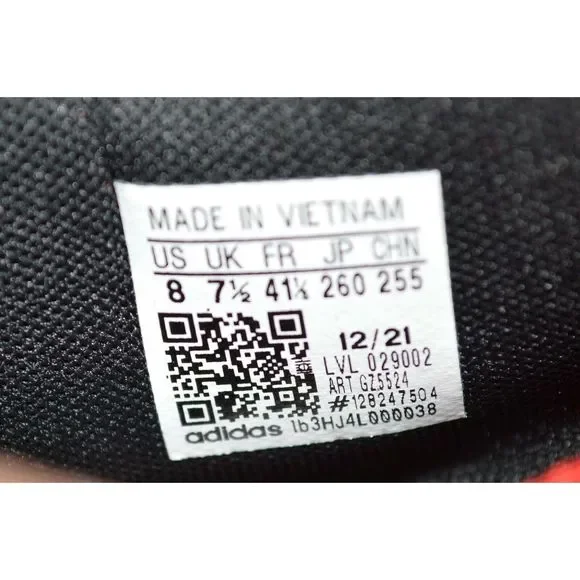 MADE IN VIETNAM
US UK FR JP CHN
8 7½ 41⅓ 260 255
12/21
LVL 029002
ART GZ5524
#128247504
adidas 1b3HJ4L000038